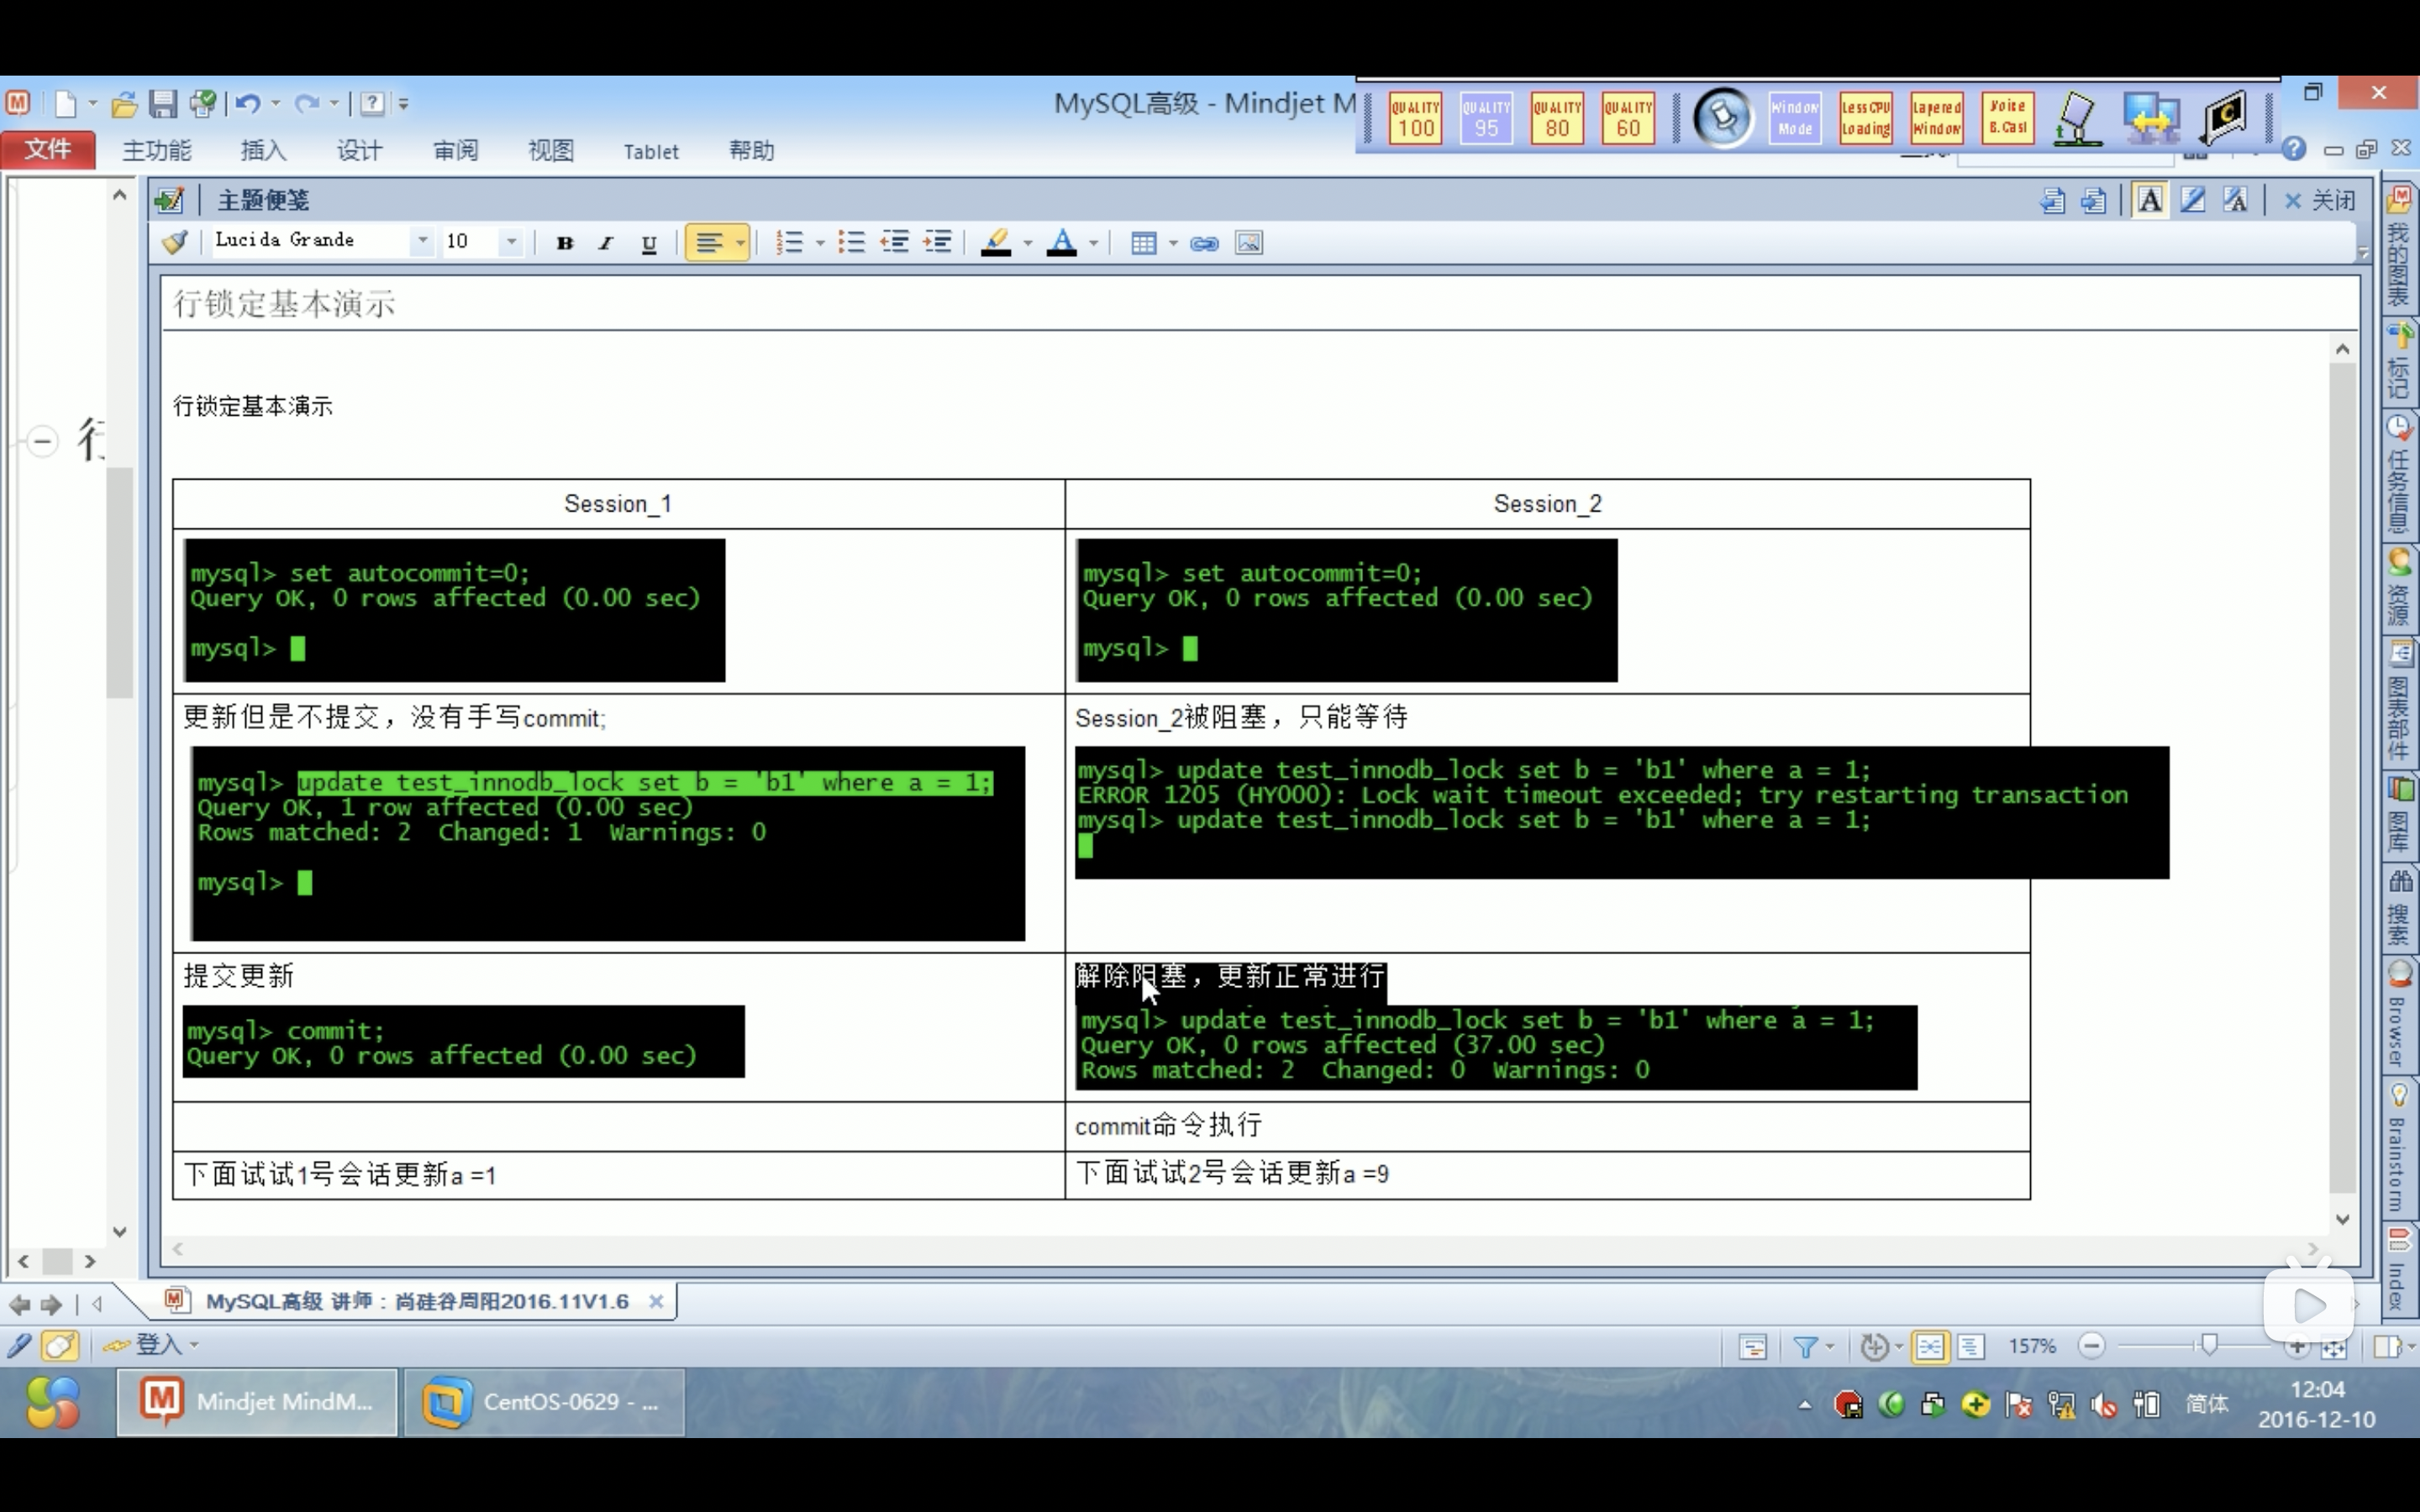 MySQL高级 - Mindjet M
QUALITY 100
QUALITY 95
QUALITY 80
QUALITY 60
Window Mode
Less CPU Loading
Layered Window
Voice B.Cast
文件 主功能 插入 设计 审阅 视图 Tablet 帮助
主题便笺
关闭
Lucida Grande 10 B I U
行锁定基本演示
行锁定基本演示
行
Session_1 Session_2
mysql> set autocommit=0;
Query OK, 0 rows affected (0.00 sec)
mysql>
mysql> set autocommit=0;
Query OK, 0 rows affected (0.00 sec)
mysql>
更新但是不提交，没有手写commit;
mysql> update test_innodb_lock set b = 'b1' where a = 1;
Query OK, 1 row affected (0.00 sec)
Rows matched: 2 Changed: 1 Warnings: 0
mysql>
Session_2被阻塞，只能等待
mysql> update test_innodb_lock set b = 'b1' where a = 1;
ERROR 1205 (HY000): Lock wait timeout exceeded; try restarting transaction
mysql> update test_innodb_lock set b = 'b1' where a = 1;
提交更新
mysql> commit;
Query OK, 0 rows affected (0.00 sec)
解除阻塞，更新正常进行
mysql> update test_innodb_lock set b = 'b1' where a = 1;
Query OK, 0 rows affected (37.00 sec)
Rows matched: 2 Changed: 0 Warnings: 0
commit命令执行
下面试试1号会话更新a =1
下面试试2号会话更新a =9
我的图表
标记
任务信息
资源
图表部件
图库
搜索
Browser
Brainstorm
Index
MySQL高级 讲师：尚硅谷周阳2016.11V1.6
登入
157%
Mindjet MindM...
CentOS-0629 - ...
简体
12:04
2016-12-10